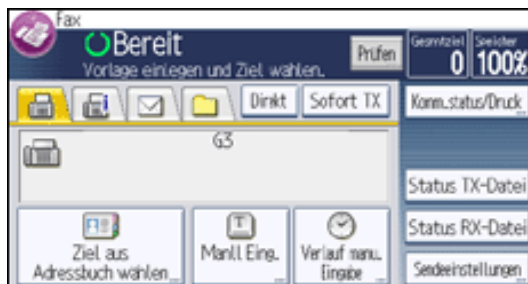 Fax
Bereit
Vorlage einlegen und Ziel wählen.
Prüfen
Gesamtziel
0
Speicher
100%
Direkt
Sofort TX
Komm.status/Druck
G3
Status TX-Datei
Status RX-Datei
Ziel aus
Adressbuch wählen
Manll Eing.
Verlauf manu.
Eingabe
Sendeeinstellungen